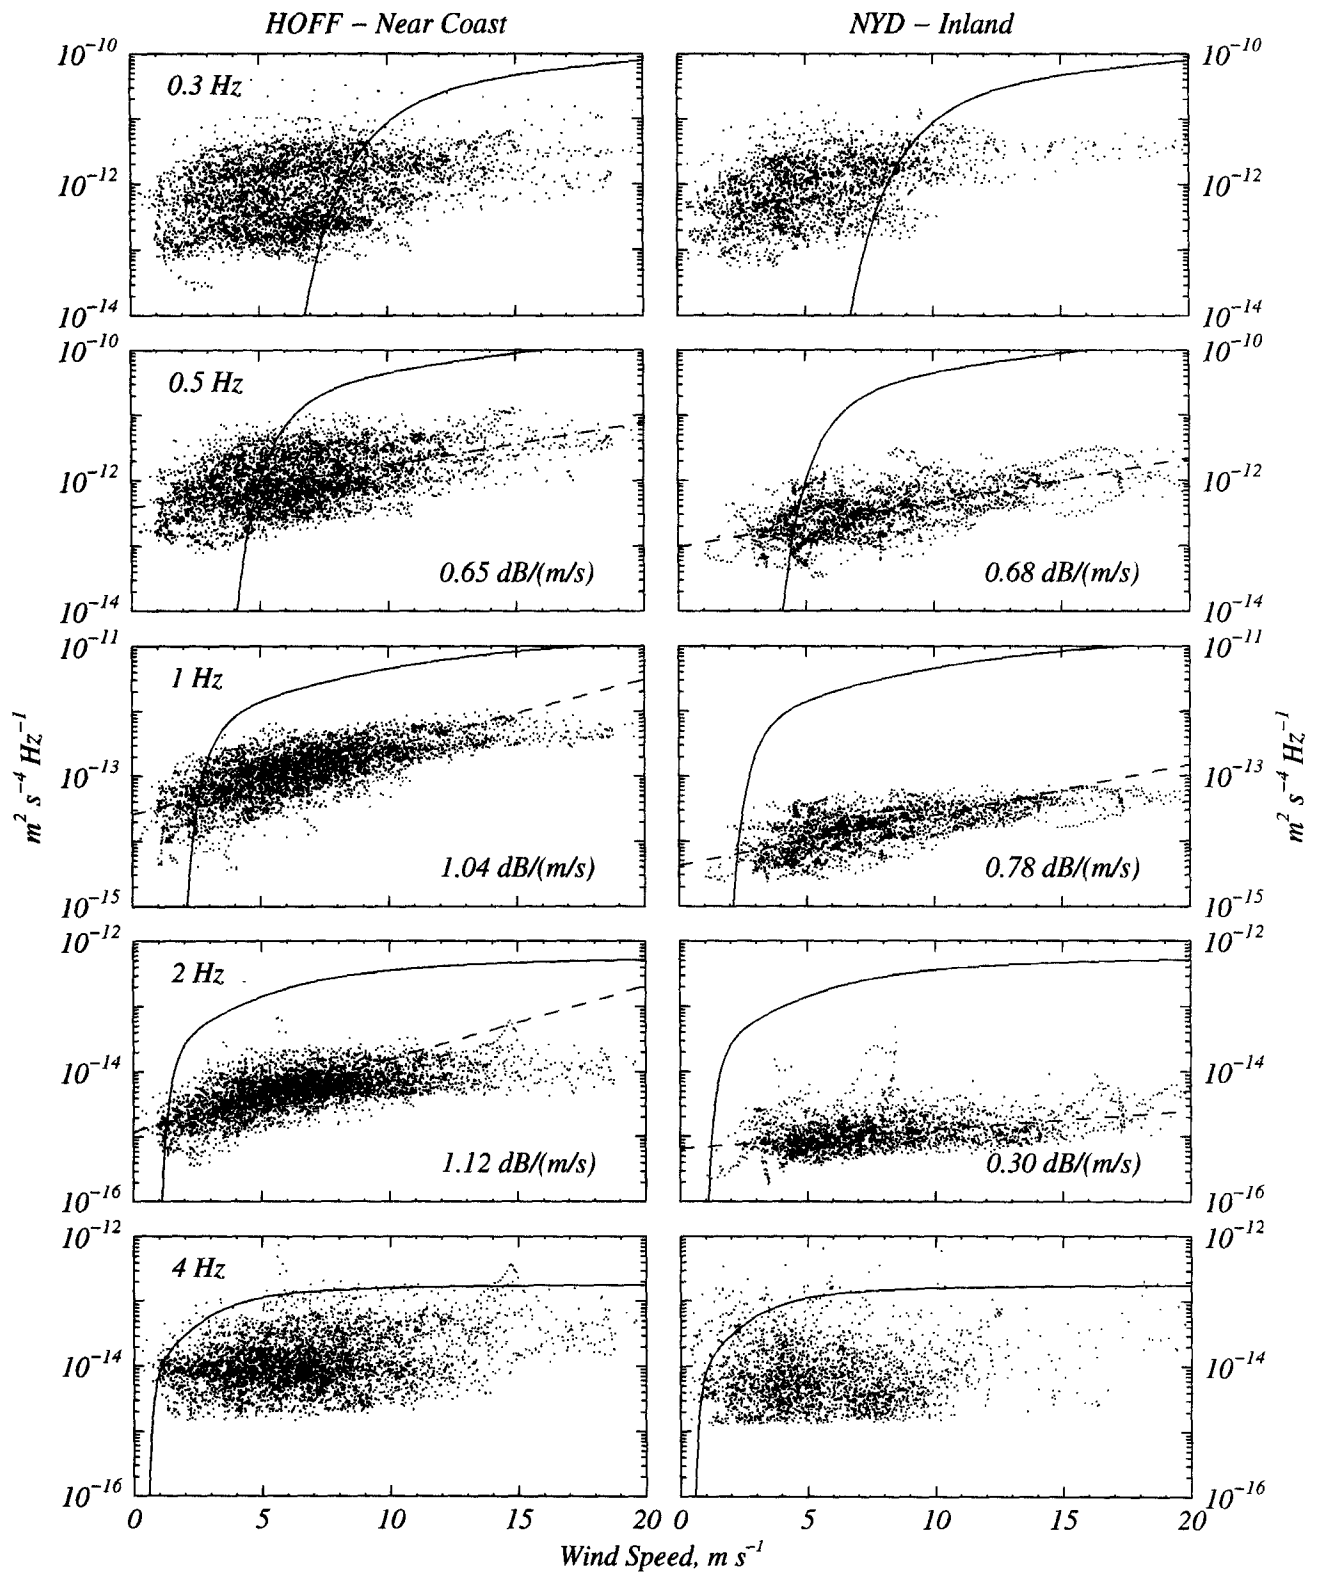 HOFF – Near Coast
NYD – Inland
10⁻¹⁰
0.3 Hz
10⁻¹²
10⁻¹⁴
10⁻¹⁰
10⁻¹²
10⁻¹⁴
10⁻¹⁰
0.5 Hz
10⁻¹²
0.65 dB/(m/s)
10⁻¹⁴
0.68 dB/(m/s)
10⁻¹⁰
10⁻¹²
10⁻¹⁴
10⁻¹¹
1 Hz
10⁻¹³
1.04 dB/(m/s)
10⁻¹⁵
0.78 dB/(m/s)
10⁻¹¹
10⁻¹³
10⁻¹⁵
m² s⁻⁴ Hz⁻¹
m² s⁻⁴ Hz⁻¹
10⁻¹²
2 Hz
10⁻¹⁴
1.12 dB/(m/s)
10⁻¹⁶
0.30 dB/(m/s)
10⁻¹²
10⁻¹⁴
10⁻¹⁶
10⁻¹²
4 Hz
10⁻¹⁴
10⁻¹⁶
10⁻¹²
10⁻¹⁴
10⁻¹⁶
0 5 10 15 20
0 5 10 15 20
Wind Speed, m s⁻¹